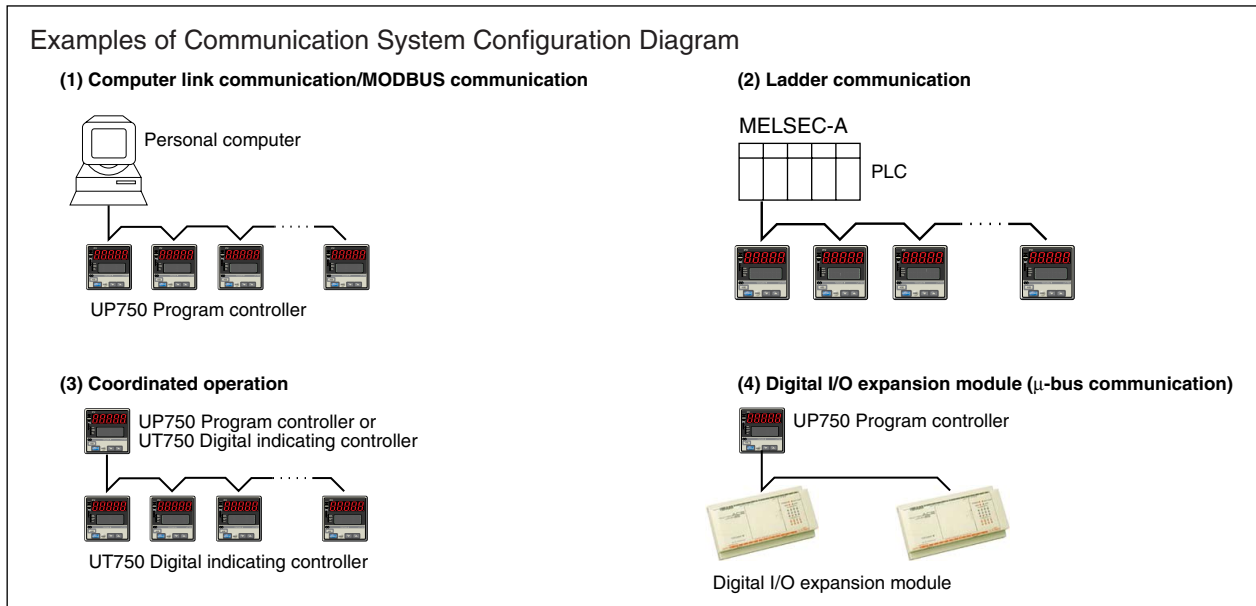 Examples of Communication System Configuration Diagram
(1) Computer link communication/MODBUS communication
Personal computer
UP750 Program controller
(2) Ladder communication
MELSEC-A
PLC
(3) Coordinated operation
UP750 Program controller or
UT750 Digital indicating controller
UT750 Digital indicating controller
(4) Digital I/O expansion module (μ-bus communication)
UP750 Program controller
Digital I/O expansion module